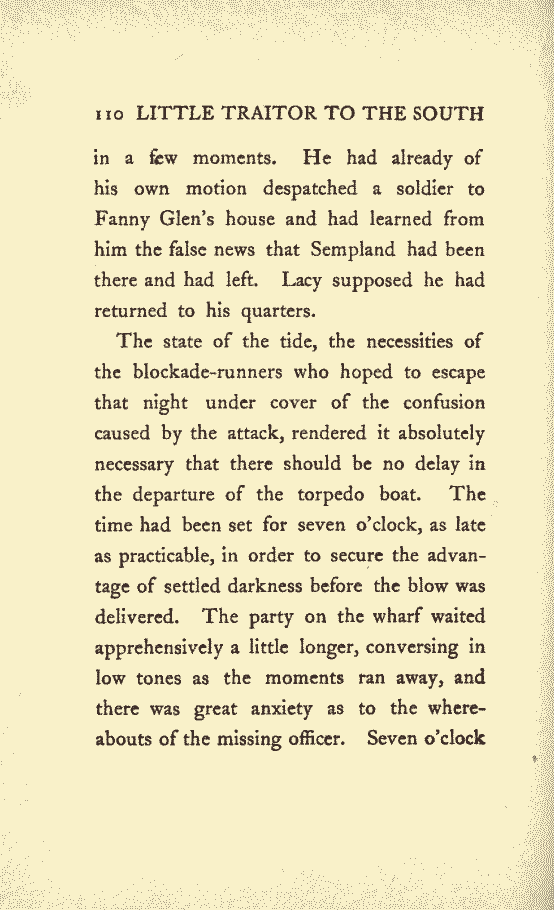 110 LITTLE TRAITOR TO THE SOUTH
in a few moments. He had already of
his own motion despatched a soldier to
Fanny Glen's house and had learned from
him the false news that Sempland had been
there and had left. Lacy supposed he had
returned to his quarters.
The state of the tide, the necessities of
the blockade-runners who hoped to escape
that night under cover of the confusion
caused by the attack, rendered it absolutely
necessary that there should be no delay in
the departure of the torpedo boat. The
time had been set for seven o'clock, as late
as practicable, in order to secure the advan-
tage of settled darkness before the blow was
delivered. The party on the wharf waited
apprehensively a little longer, conversing in
low tones as the moments ran away, and
there was great anxiety as to the where-
abouts of the missing officer. Seven o'clock